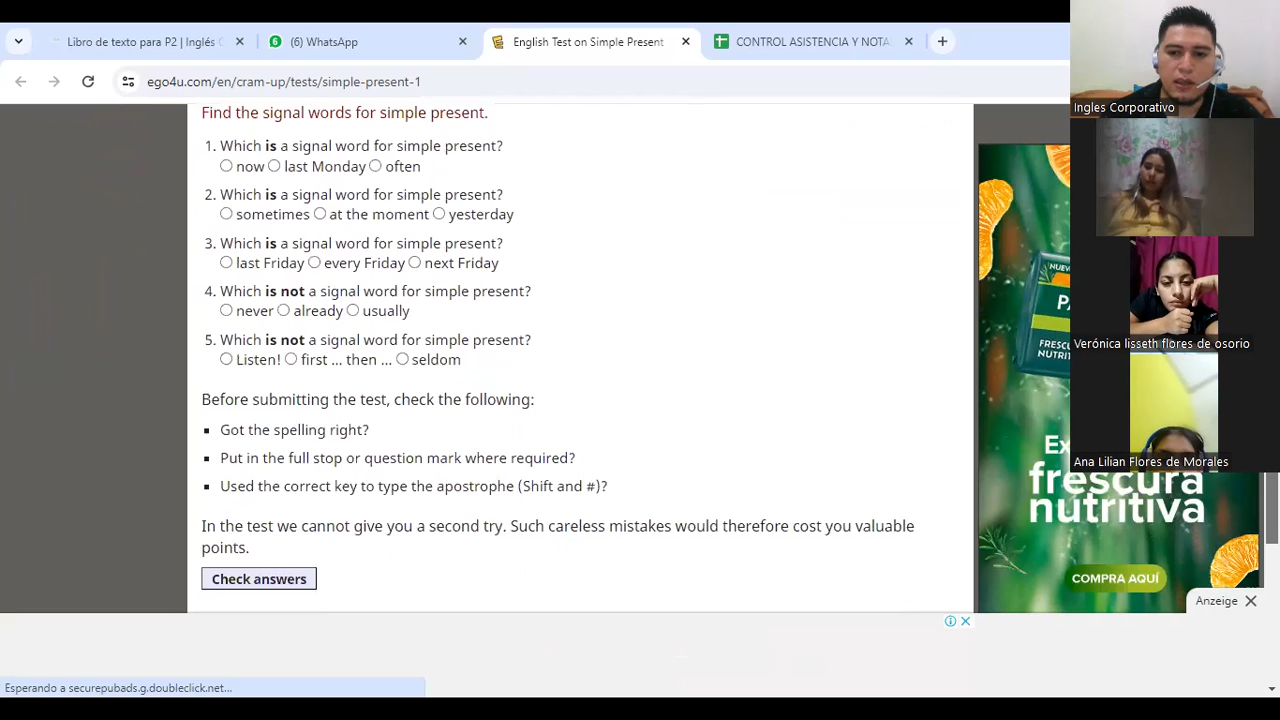 Libro de texto para P2 | Inglés C
(6) WhatsApp
English Test on Simple Present
CONTROL ASISTENCIA Y NOTA
ego4u.com/en/cram-up/tests/simple-present-1
Ingles Corporativo
Find the signal words for simple present.
1. Which is a signal word for simple present?
now last Monday often
2. Which is a signal word for simple present?
sometimes at the moment yesterday
3. Which is a signal word for simple present?
last Friday every Friday next Friday
4. Which is not a signal word for simple present?
never already usually
5. Which is not a signal word for simple present?
Listen! first ... then ... seldom
Before submitting the test, check the following:
Got the spelling right?
Put in the full stop or question mark where required?
Used the correct key to type the apostrophe (Shift and #)?
In the test we cannot give you a second try. Such careless mistakes would therefore cost you valuable
points.
Check answers
Verónica lisseth flores de osorio
Ana Lilian Flores de Morales
frescura
nutritiva
COMPRA AQUÍ
Anzeige
Esperando a securepubads.g.doubleclick.net...